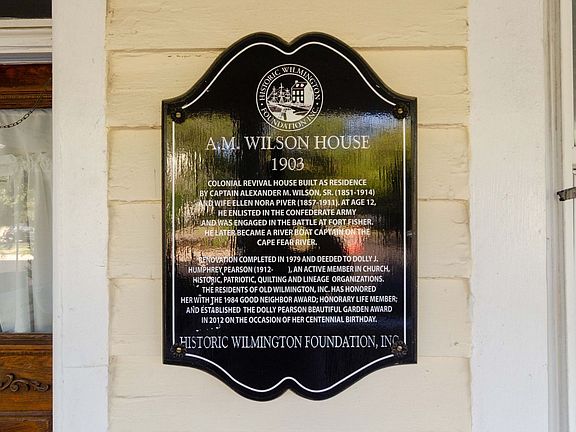 HISTORIC WILMINGTON
FOUNDATION, INC.
A.M. WILSON HOUSE
1903
COLONIAL REVIVAL HOUSE BUILT AS RESIDENCE
BY CAPTAIN ALEXANDER M. WILSON, SR. (1851-1914)
AND WIFE ELLEN NORA PIVER (1857-1911). AT AGE 12,
HE ENLISTED IN THE CONFEDERATE ARMY
AND WAS ENGAGED IN THE BATTLE AT FORT FISHER.
HE LATER BECAME A RIVER BOAT CAPTAIN ON THE
CAPE FEAR RIVER.
RENOVATION COMPLETED IN 1979 AND DEEDED TO DOLLY J.
HUMPHREY PEARSON (1912- ), AN ACTIVE MEMBER IN CHURCH,
HISTORIC, PATRIOTIC, QUILTING AND LINEAGE ORGANIZATIONS.
THE RESIDENTS OF OLD WILMINGTON, INC. HAS HONORED
HER WITH THE 1984 GOOD NEIGHBOR AWARD; HONORARY LIFE MEMBER;
AND ESTABLISHED THE DOLLY PEARSON BEAUTIFUL GARDEN AWARD
IN 2012 ON THE OCCASION OF HER CENTENNIAL BIRTHDAY.
HISTORIC WILMINGTON FOUNDATION, INC.